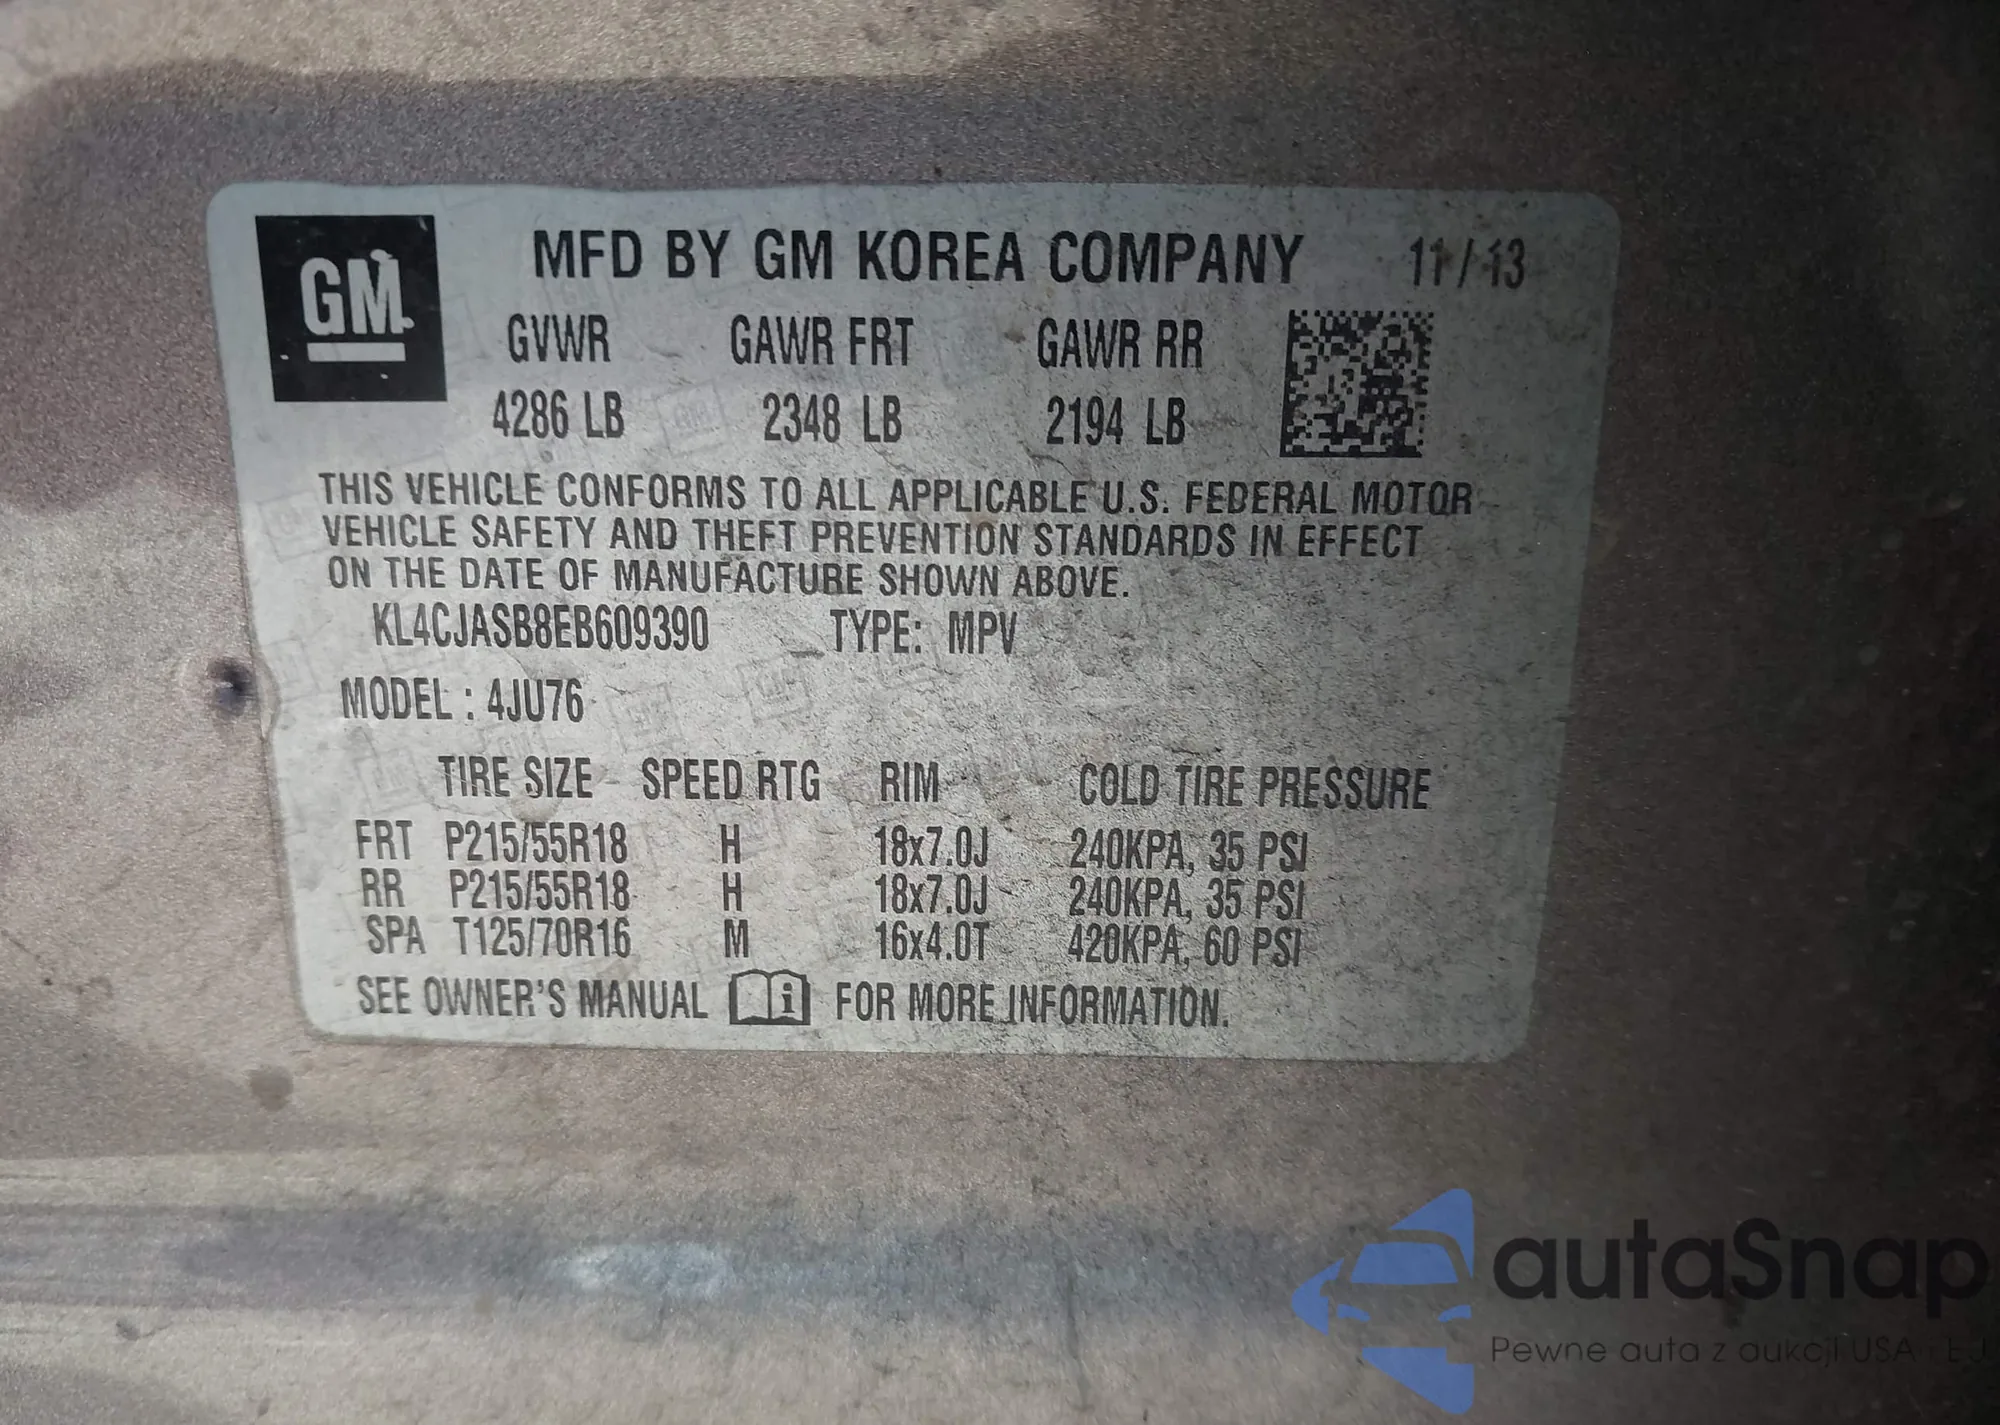 GM
MFD BY GM KOREA COMPANY 11/13
GVWR GAWR FRT GAWR RR
4286 LB 2348 LB 2194 LB
THIS VEHICLE CONFORMS TO ALL APPLICABLE U.S. FEDERAL MOTOR
VEHICLE SAFETY AND THEFT PREVENTION STANDARDS IN EFFECT
ON THE DATE OF MANUFACTURE SHOWN ABOVE.
KL4CJASB8EB609390 TYPE: MPV
MODEL : 4JU76
TIRE SIZE SPEED RTG RIM COLD TIRE PRESSURE
FRT P215/55R18 H 18x7.0J 240KPA, 35 PSI
RR P215/55R18 H 18x7.0J 240KPA, 35 PSI
SPA T125/70R16 M 16x4.0T 420KPA, 60 PSI
SEE OWNER'S MANUAL i FOR MORE INFORMATION.
autaSnap
Pewne auta z aukcji USA